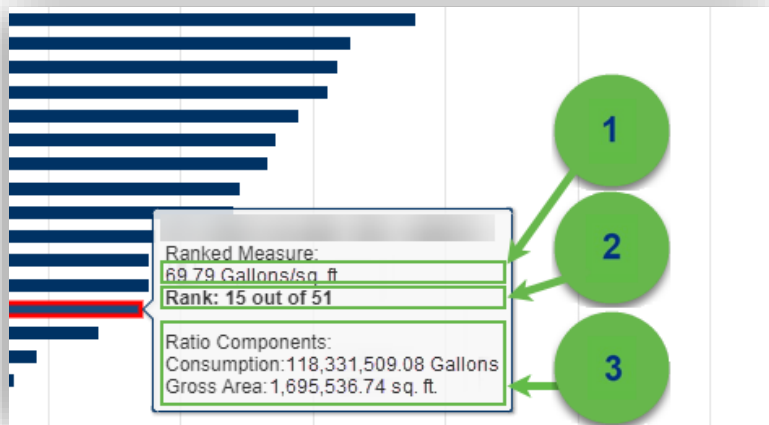 1
2
3
Ranked Measure:
69.79 Gallons/sq. ft
Rank: 15 out of 51
Ratio Components:
Consumption:118,331,509.08 Gallons
Gross Area:1,695,536.74 sq. ft.